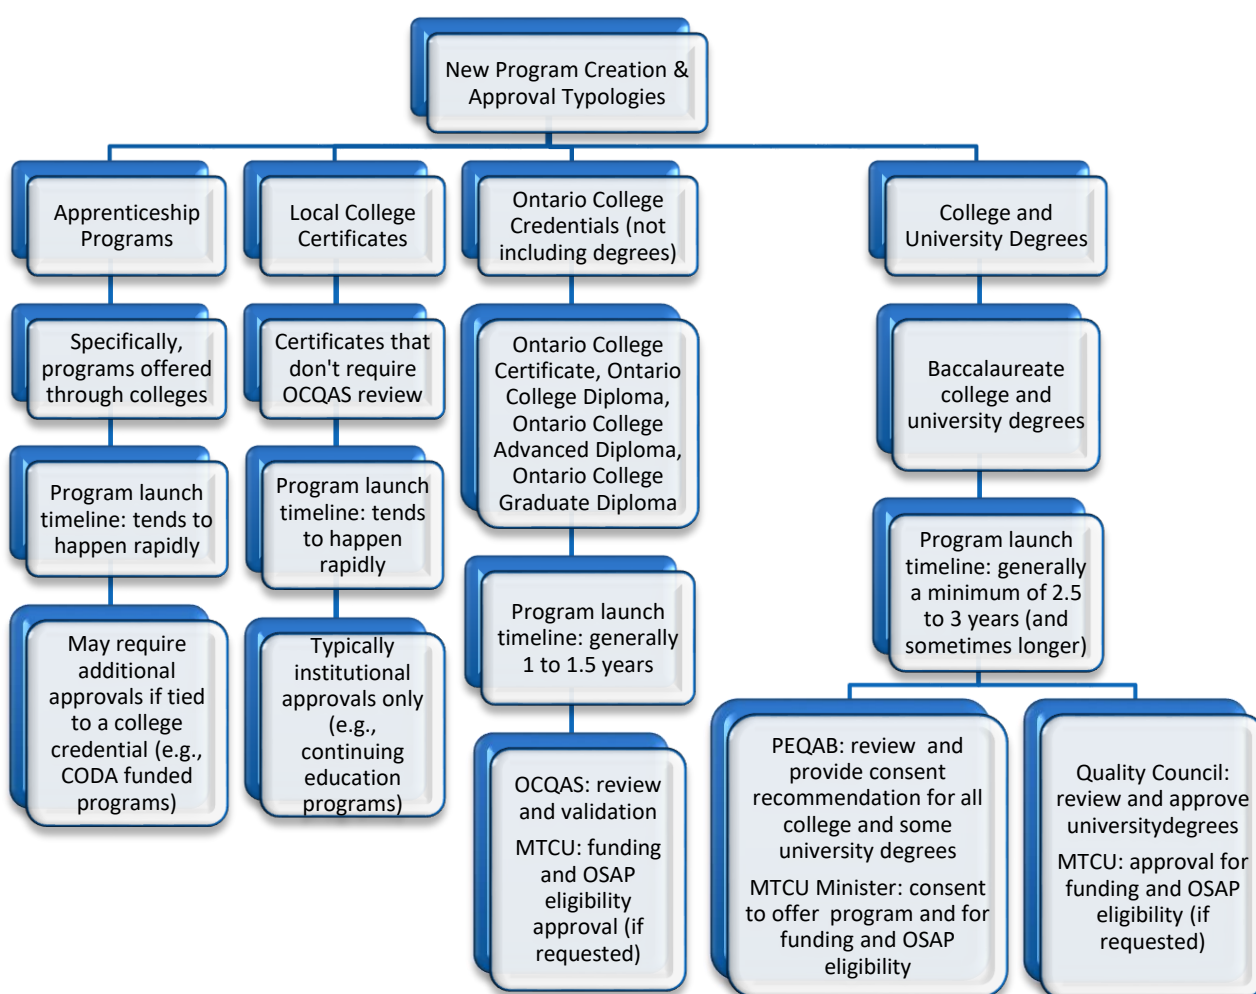 New Program Creation &
Approval Typologies
Apprenticeship
Programs
Local College
Certificates
Ontario College
Credentials (not
including degrees)
College and
University Degrees
Specifically,
programs offered
through colleges
Certificates that
don't require
OCQAS review
Ontario College
Certificate, Ontario
College Diploma,
Ontario College
Advanced Diploma,
Ontario College
Graduate Diploma
Baccalaureate
college and
university degrees
Program launch
timeline: tends to
happen rapidly
Program launch
timeline: tends
to happen
rapidly
Program launch
timeline: generally
1 to 1.5 years
Program launch
timeline: generally
a minimum of 2.5
to 3 years (and
sometimes longer)
May require
additional
approvals if tied
to a college
credential (e.g.,
CODA funded
programs)
Typically
institutional
approvals only
(e.g.,
continuing
education
programs)
OCQAS: review
and validation
MTCU: funding
and OSAP
eligibility
approval (if
requested)
PEQAB: review and
provide consent
recommendation for all
college and some
university degrees
MTCU Minister: consent
to offer program and for
funding and OSAP
eligibility
Quality Council:
review and approve
universitydegrees
MTCU: approval for
funding and OSAP
eligibility (if
requested)